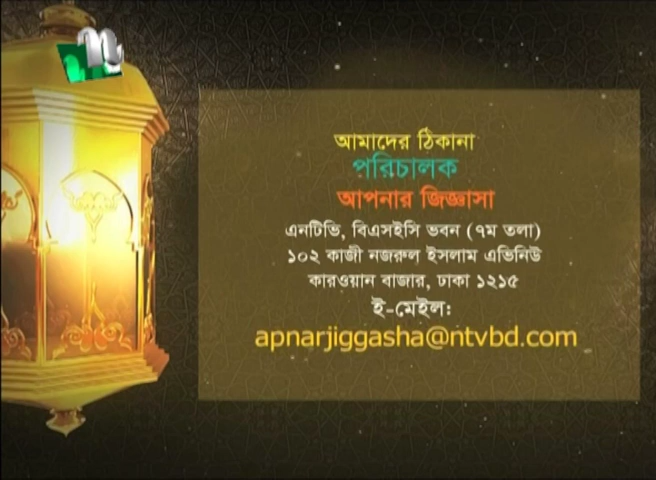 আমাদের ঠিকানা
পরিচালক
আপনার জিজ্ঞাসা
এনটিভি, বিএসইসি ভবন (৭ম তলা)
১০২ কাজী নজরুল ইসলাম এভিনিউ
কারওয়ান বাজার, ঢাকা ১২১৫
ই-মেইল:
apnarjiggasha@ntvbd.com